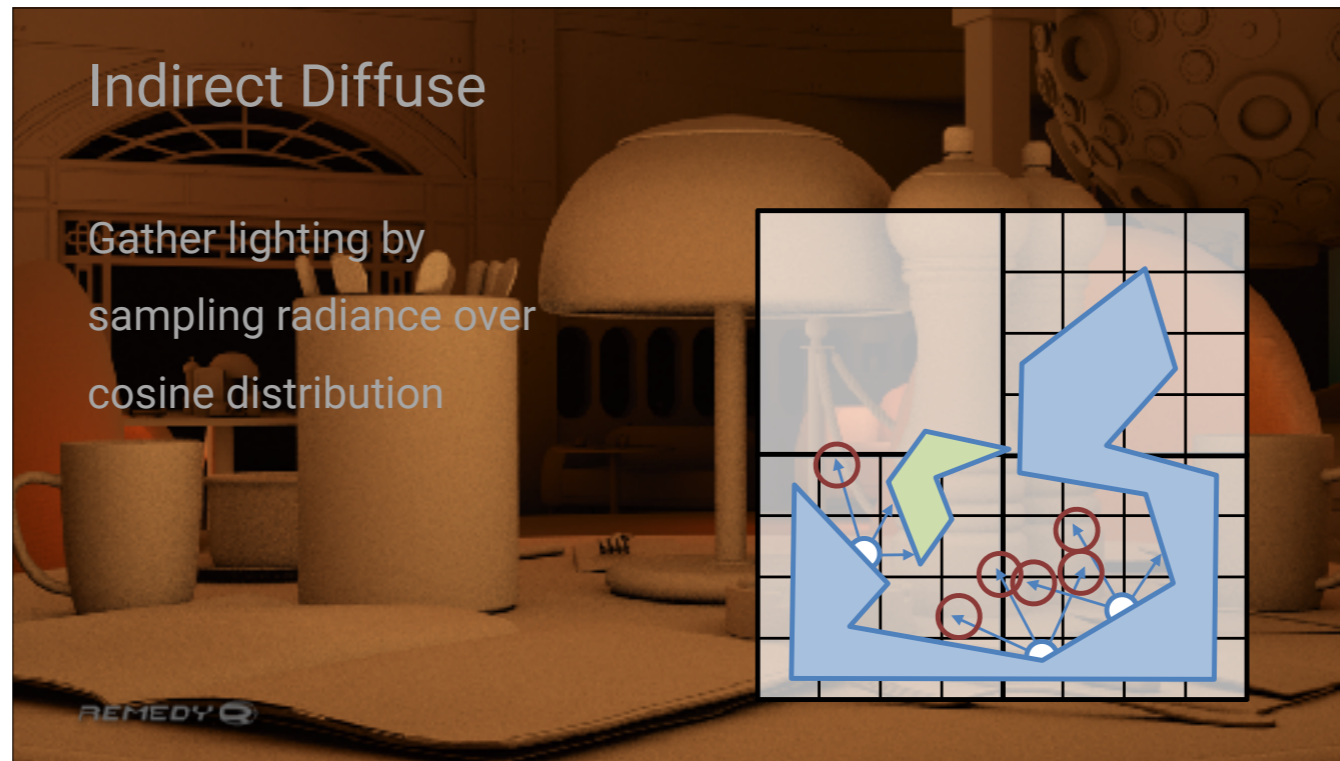 Indirect Diffuse
Gather lighting by
sampling radiance over
cosine distribution
REMEDY